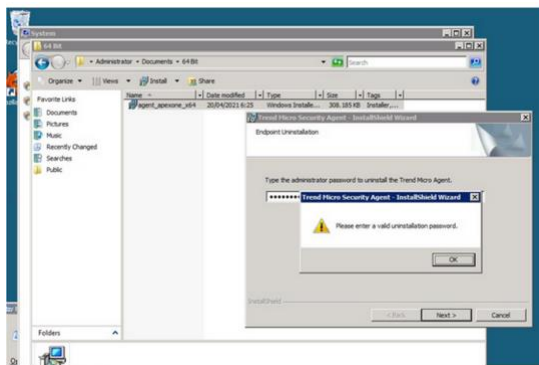 System
64 Bit
Administrator - Documents - 64 Bit
Search
Organize
Views
Install
Share
Favorite Links
Documents
Pictures
Music
Recently Changed
Searches
Public
Folders
Name
Date modified
Type
Size
Tags
agent_apexone_x64
20/04/2021 6:25
Windows Installe...
308.185 KB
Installer,...
Trend Micro Security Agent - InstallShield Wizard
Endpoint Uninstallation
Type the administrator password to uninstall the Trend Micro Agent.
Trend Micro Security Agent - InstallShield Wizard
Please enter a valid uninstallation password.
OK
InstallShield
< Back
Next >
Cancel